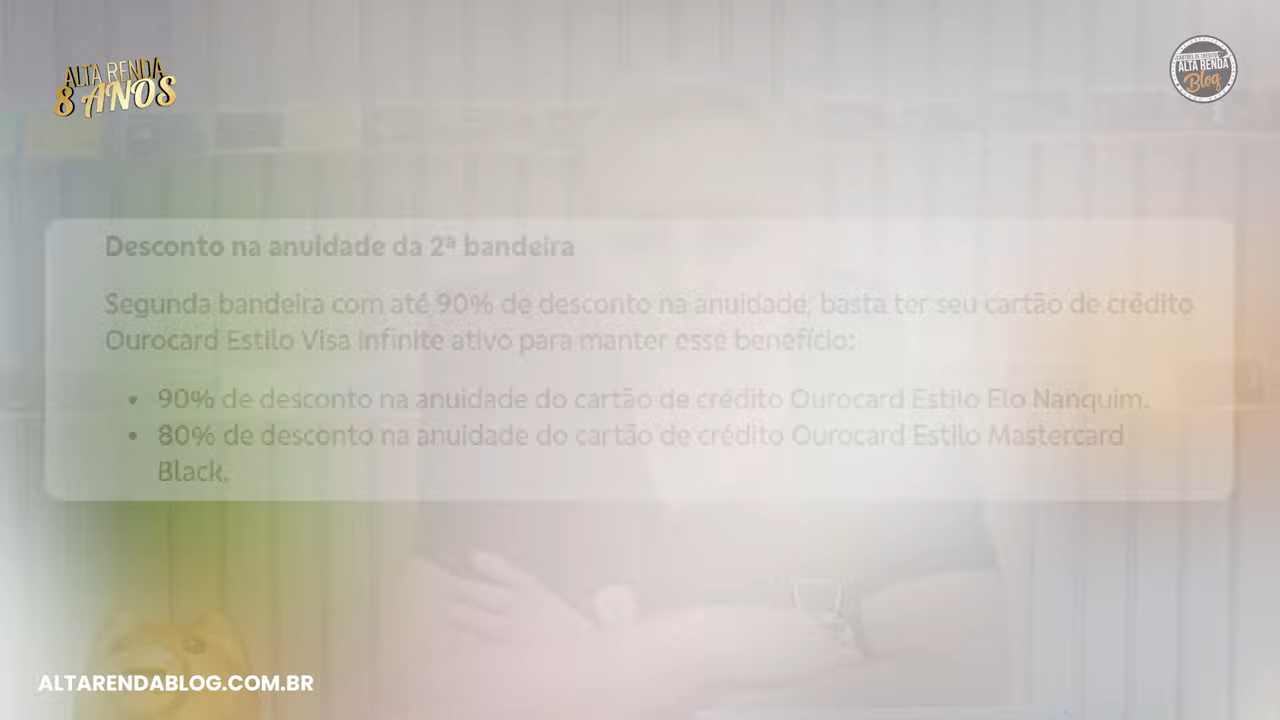 ALTA RENDA
8 ANOS
ALTA RENDA
Blog
Desconto na anuidade da 2ª bandeira
Segunda bandeira com até 90% de desconto na anuidade, basta ter seu cartão de crédito
Ourocard Estilo Visa Infinite ativo para manter esse benefício:
• 90% de desconto na anuidade do cartão de crédito Ourocard Estilo Elo Nanquim.
• 80% de desconto na anuidade do cartão de crédito Ourocard Estilo Mastercard
Black.
ALTARENDABLOG.COM.BR